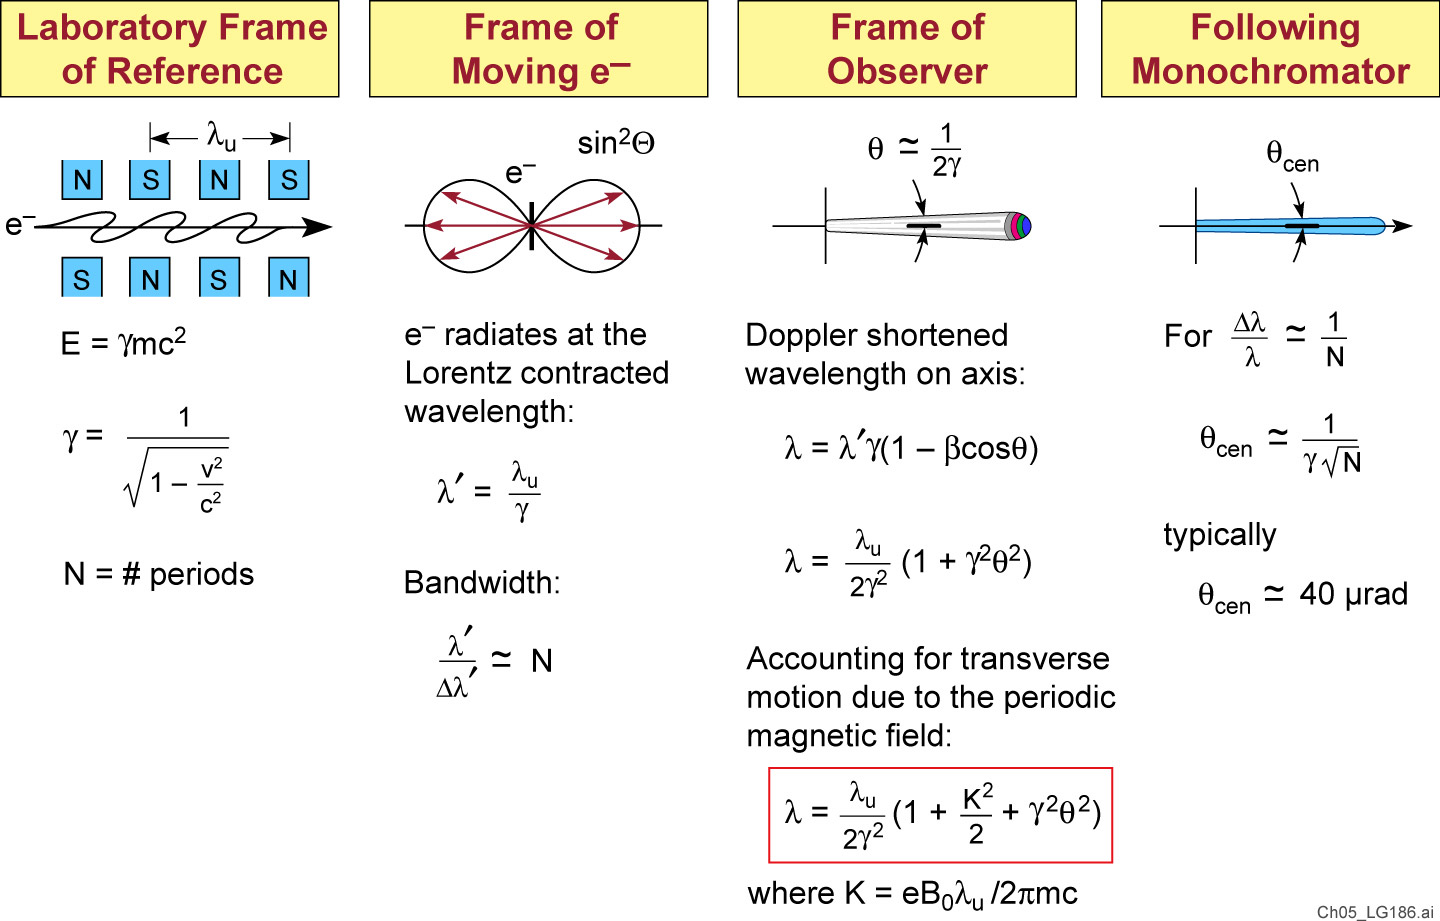 Laboratory Frame
of Reference
λu
N S N S
e–
S N S N
E = γmc²
γ = 1 / √(1 – v²/c²)
N = # periods
Frame of
Moving e–
sin²Θ
e–
e– radiates at the
Lorentz contracted
wavelength:
λ′ = λu / γ
Bandwidth:
λ′ / Δλ′ ≃ N
Frame of
Observer
θ ≃ 1 / 2γ
Doppler shortened
wavelength on axis:
λ = λ′γ(1 – βcosθ)
λ = λu / 2γ² (1 + γ²θ²)
Accounting for transverse
motion due to the periodic
magnetic field:
λ = λu / 2γ² (1 + K²/2 + γ²θ²)
where K = eB₀λu /2πmc
Following
Monochromator
θcen
For Δλ / λ ≃ 1 / N
θcen ≃ 1 / γ√N
typically
θcen ≃ 40 µrad
Ch05_LG186.ai